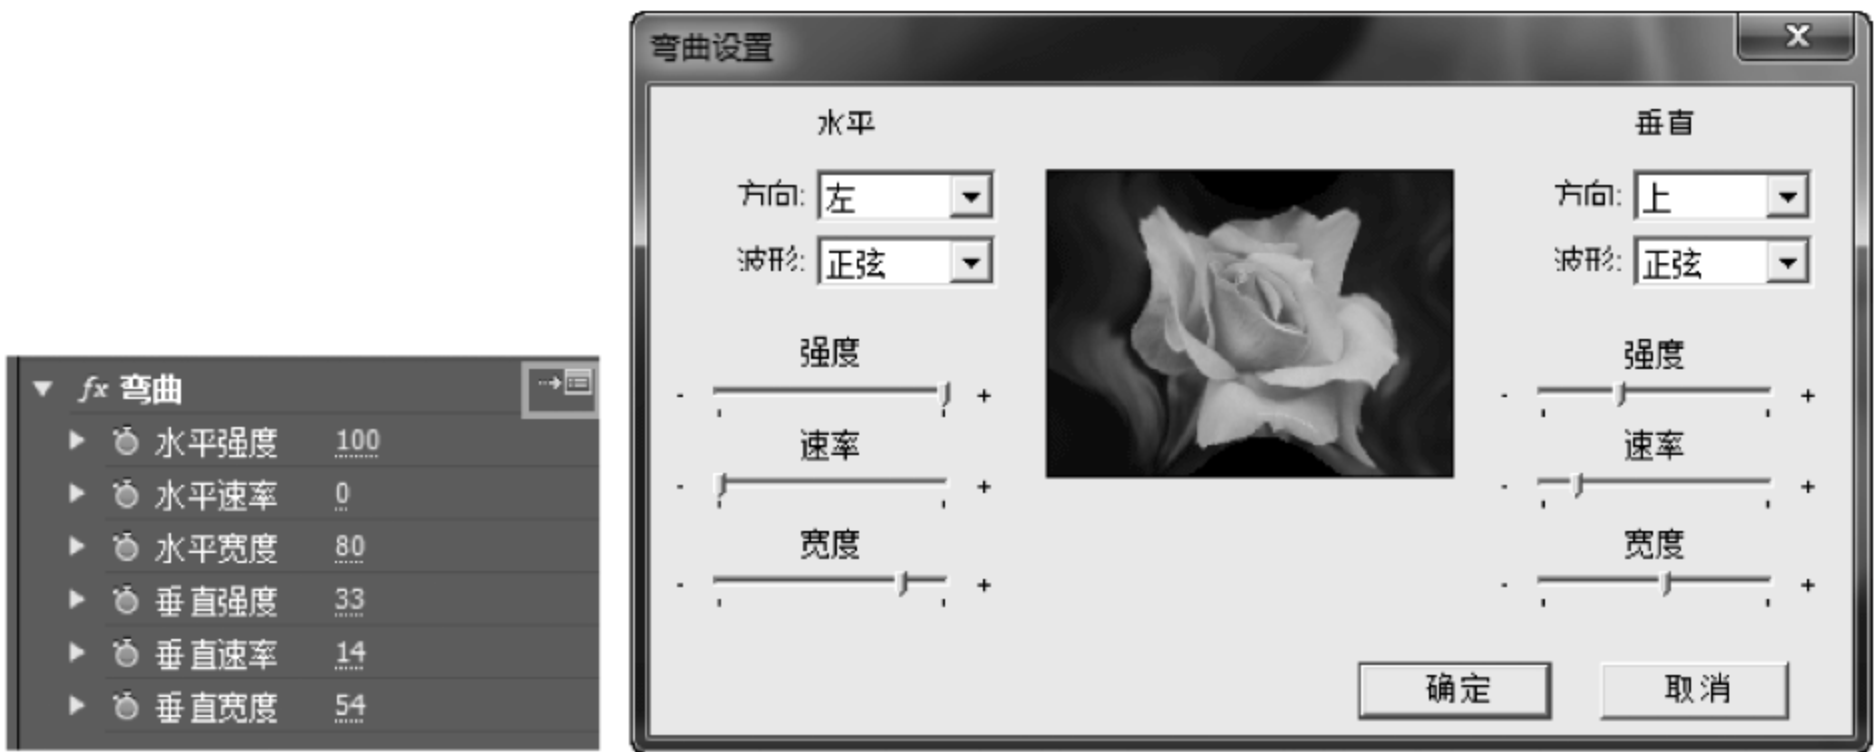 fx 弯曲
水平强度 100
水平速率 0
水平宽度 80
垂直强度 33
垂直速率 14
垂直宽度 54
弯曲设置
水平
方向: 左
波形: 正弦
强度
- +
速率
- +
宽度
- +
垂直
方向: 上
波形: 正弦
强度
- +
速率
- +
宽度
- +
确定 取消